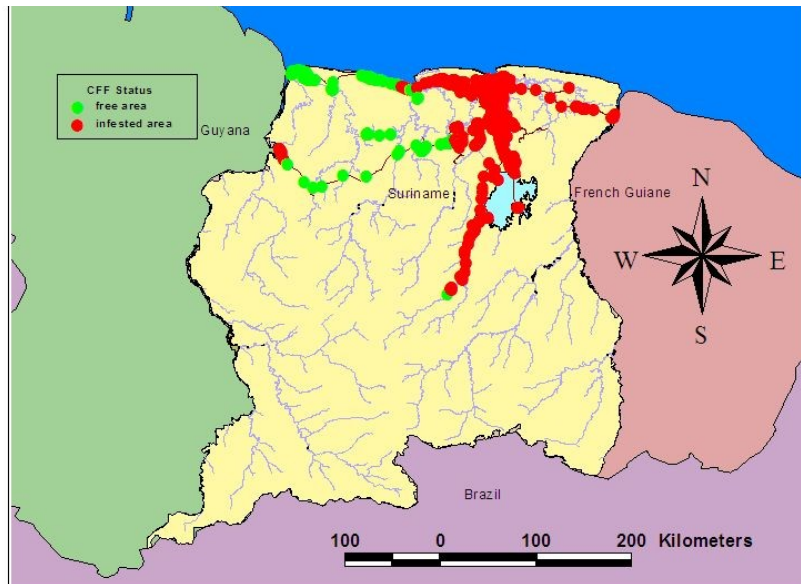 CFF Status
free area
infested area
Guyana
Suriname
French Guiane
N
W
E
S
Brazil
100 0 100 200 Kilometers